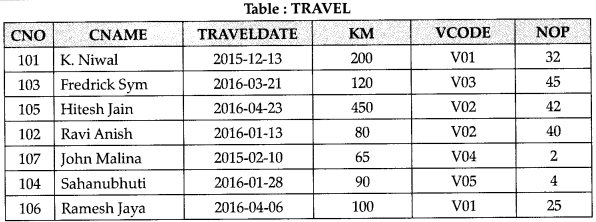 Table : TRAVEL
CNO CNAME TRAVELDATE KM VCODE NOP
101 K. Niwal 2015-12-13 200 V01 32
103 Fredrick Sym 2016-03-21 120 V03 45
105 Hitesh Jain 2016-04-23 450 V02 42
102 Ravi Anish 2016-01-13 80 V02 40
107 John Malina 2015-02-10 65 V04 2
104 Sahanubhuti 2016-01-28 90 V05 4
106 Ramesh Jaya 2016-04-06 100 V01 25